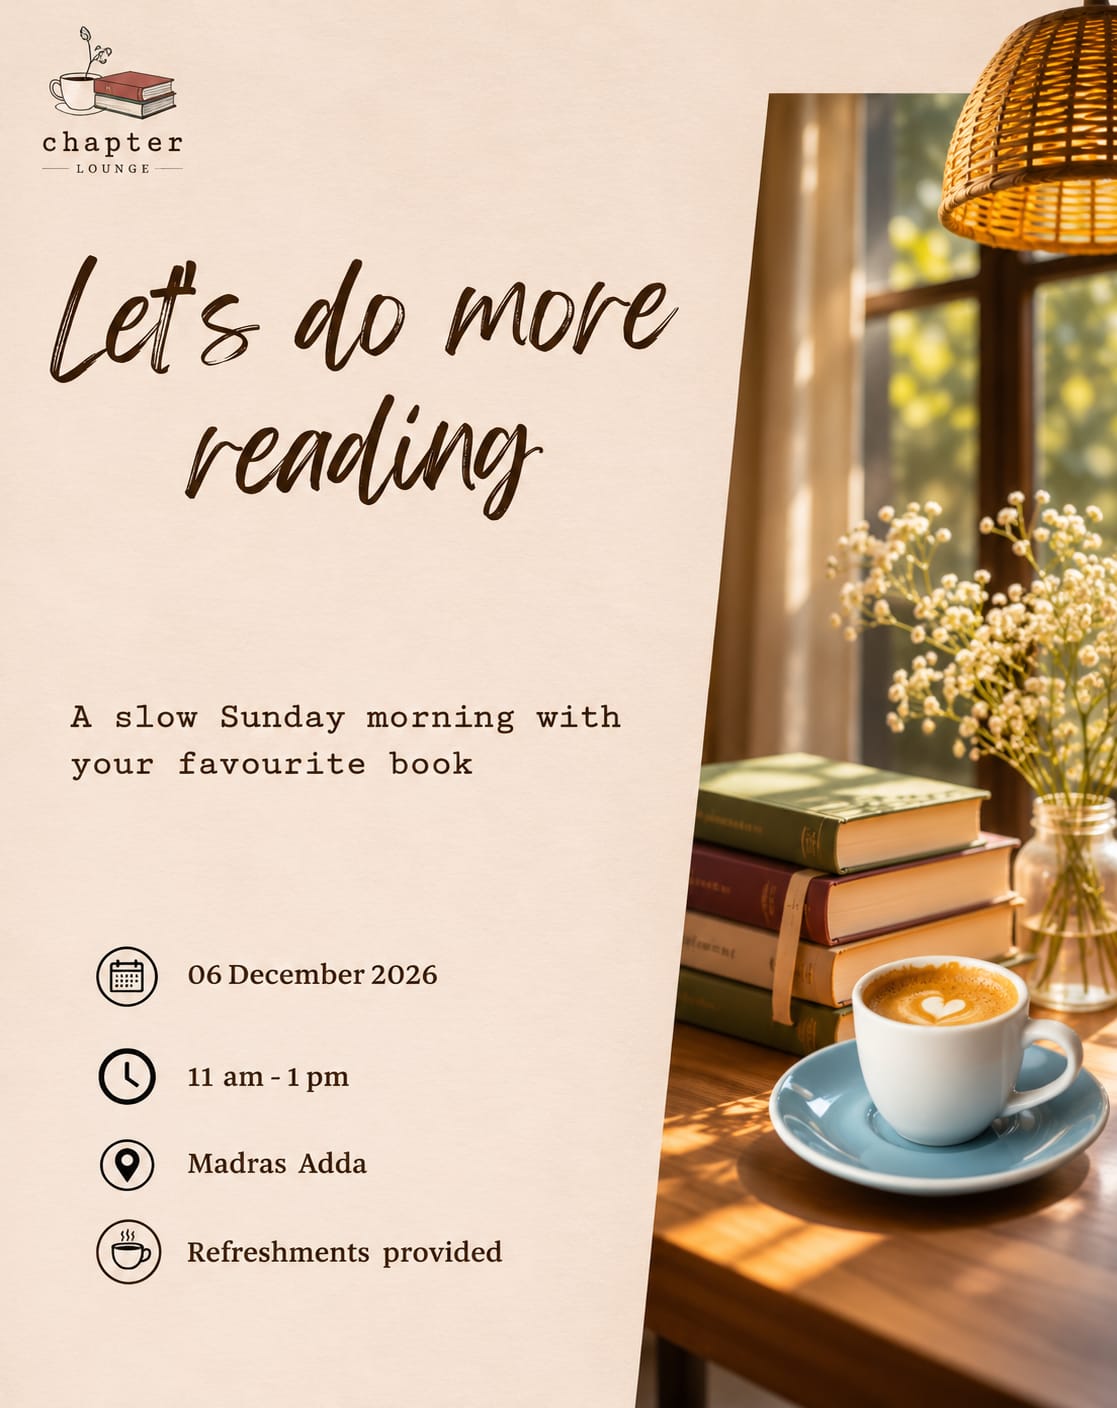 chapter
LOUNGE
Let's do more
reading
A slow Sunday morning with
your favourite book
06 December 2026
11 am - 1 pm
Madras Adda
Refreshments provided